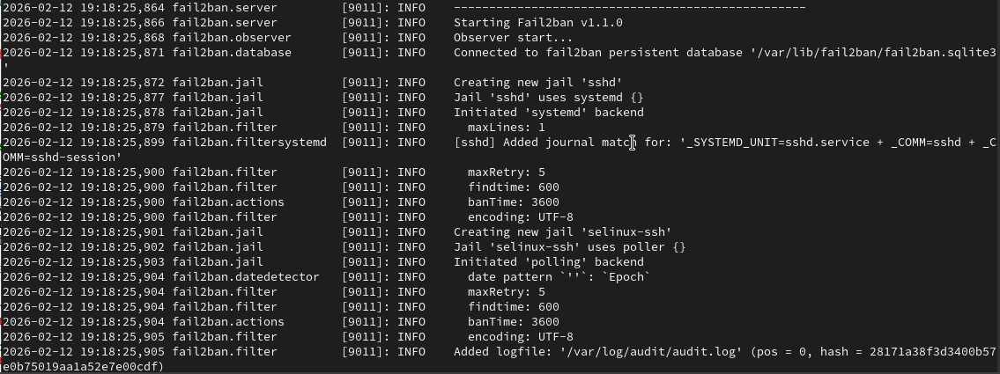 2026-02-12 19:18:25,864 fail2ban.server         [9011]: INFO    --------------------------------------------------
2026-02-12 19:18:25,866 fail2ban.server         [9011]: INFO    Starting Fail2ban v1.1.0
2026-02-12 19:18:25,868 fail2ban.observer       [9011]: INFO    Observer start...
2026-02-12 19:18:25,871 fail2ban.database       [9011]: INFO    Connected to fail2ban persistent database '/var/lib/fail2ban/fail2ban.sqlite3
'
2026-02-12 19:18:25,872 fail2ban.jail           [9011]: INFO    Creating new jail 'sshd'
2026-02-12 19:18:25,877 fail2ban.jail           [9011]: INFO    Jail 'sshd' uses systemd {}
2026-02-12 19:18:25,878 fail2ban.jail           [9011]: INFO    Initiated 'systemd' backend
2026-02-12 19:18:25,879 fail2ban.filter         [9011]: INFO      maxLines: 1
2026-02-12 19:18:25,899 fail2ban.filtersystemd  [9011]: INFO    [sshd] Added journal match for: '_SYSTEMD_UNIT=sshd.service + _COMM=sshd + _C
OMM=sshd-session'
2026-02-12 19:18:25,900 fail2ban.filter         [9011]: INFO      maxRetry: 5
2026-02-12 19:18:25,900 fail2ban.filter         [9011]: INFO      findtime: 600
2026-02-12 19:18:25,900 fail2ban.actions        [9011]: INFO      banTime: 3600
2026-02-12 19:18:25,900 fail2ban.filter         [9011]: INFO      encoding: UTF-8
2026-02-12 19:18:25,901 fail2ban.jail           [9011]: INFO    Creating new jail 'selinux-ssh'
2026-02-12 19:18:25,902 fail2ban.jail           [9011]: INFO    Jail 'selinux-ssh' uses poller {}
2026-02-12 19:18:25,903 fail2ban.jail           [9011]: INFO    Initiated 'polling' backend
2026-02-12 19:18:25,904 fail2ban.datedetector   [9011]: INFO      date pattern `''`: `Epoch`
2026-02-12 19:18:25,904 fail2ban.filter         [9011]: INFO      maxRetry: 5
2026-02-12 19:18:25,904 fail2ban.filter         [9011]: INFO      findtime: 600
2026-02-12 19:18:25,904 fail2ban.actions        [9011]: INFO      banTime: 3600
2026-02-12 19:18:25,905 fail2ban.filter         [9011]: INFO      encoding: UTF-8
2026-02-12 19:18:25,905 fail2ban.filter         [9011]: INFO    Added logfile: '/var/log/audit/audit.log' (pos = 0, hash = 28171a38f3d3400b57
e0b75019aa1a52e7e00cdf)